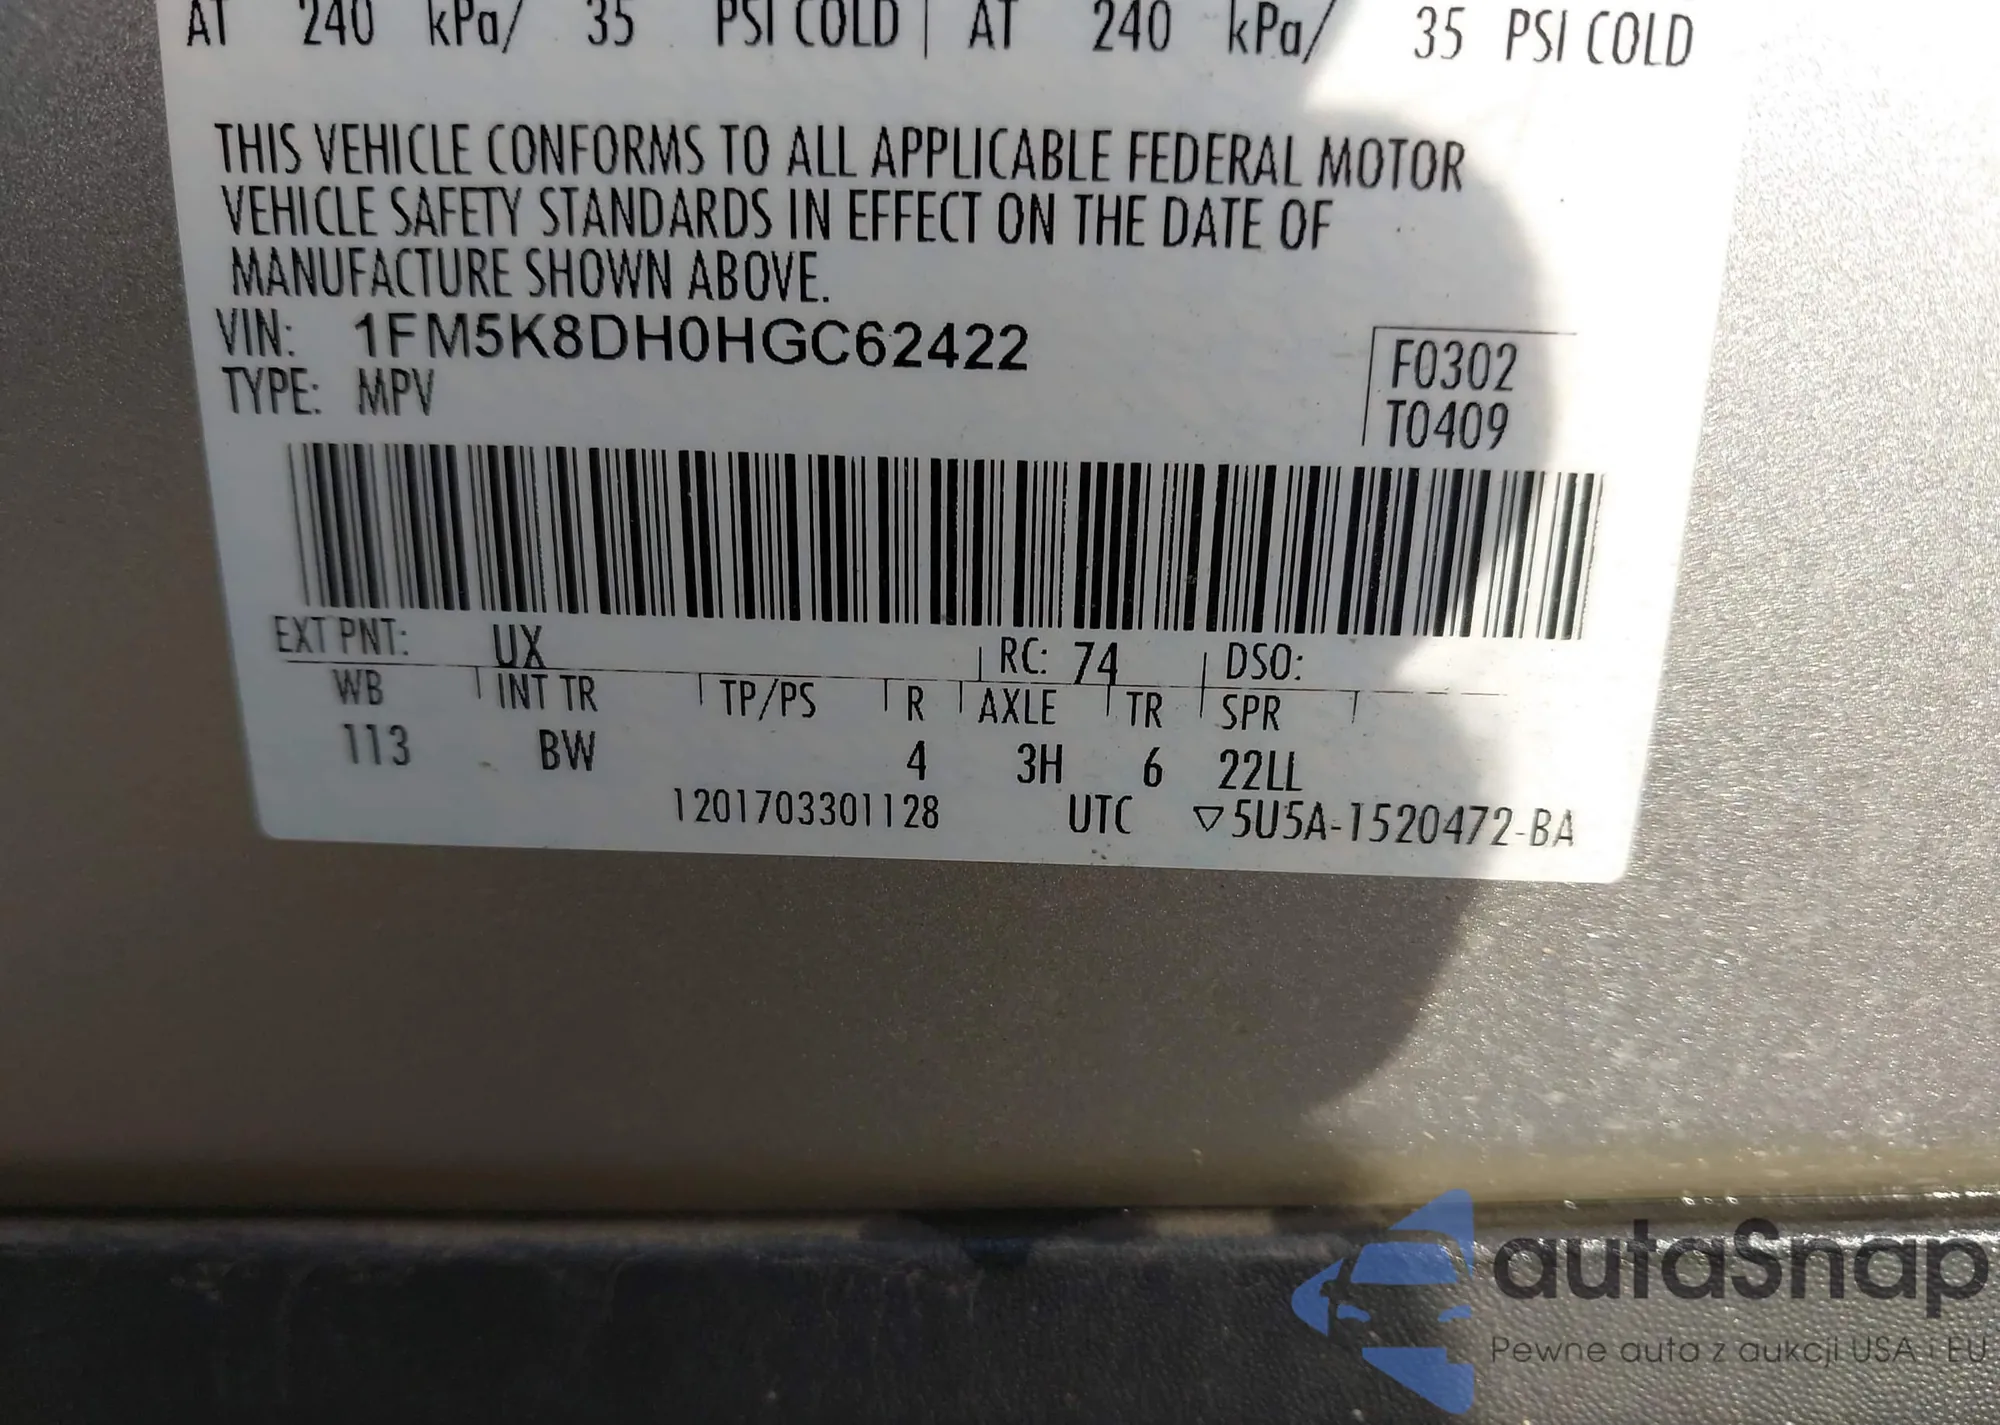 AT 240 kPa/ 35 PSI COLD | AT 240 kPa/ 35 PSI COLD
THIS VEHICLE CONFORMS TO ALL APPLICABLE FEDERAL MOTOR
VEHICLE SAFETY STANDARDS IN EFFECT ON THE DATE OF
MANUFACTURE SHOWN ABOVE.
VIN: 1FM5K8DH0HGC62422
F0302
TYPE: MPV
T0409
EXT PNT: UX RC: 74 DSO:
WB INT TR TP/PS R AXLE TR SPR
113 BW 4 3H 6 22LL
1201703301128 UTC ▽5U5A-1520472-BA
autaSnap
Pewne auta z aukcji USA i EU